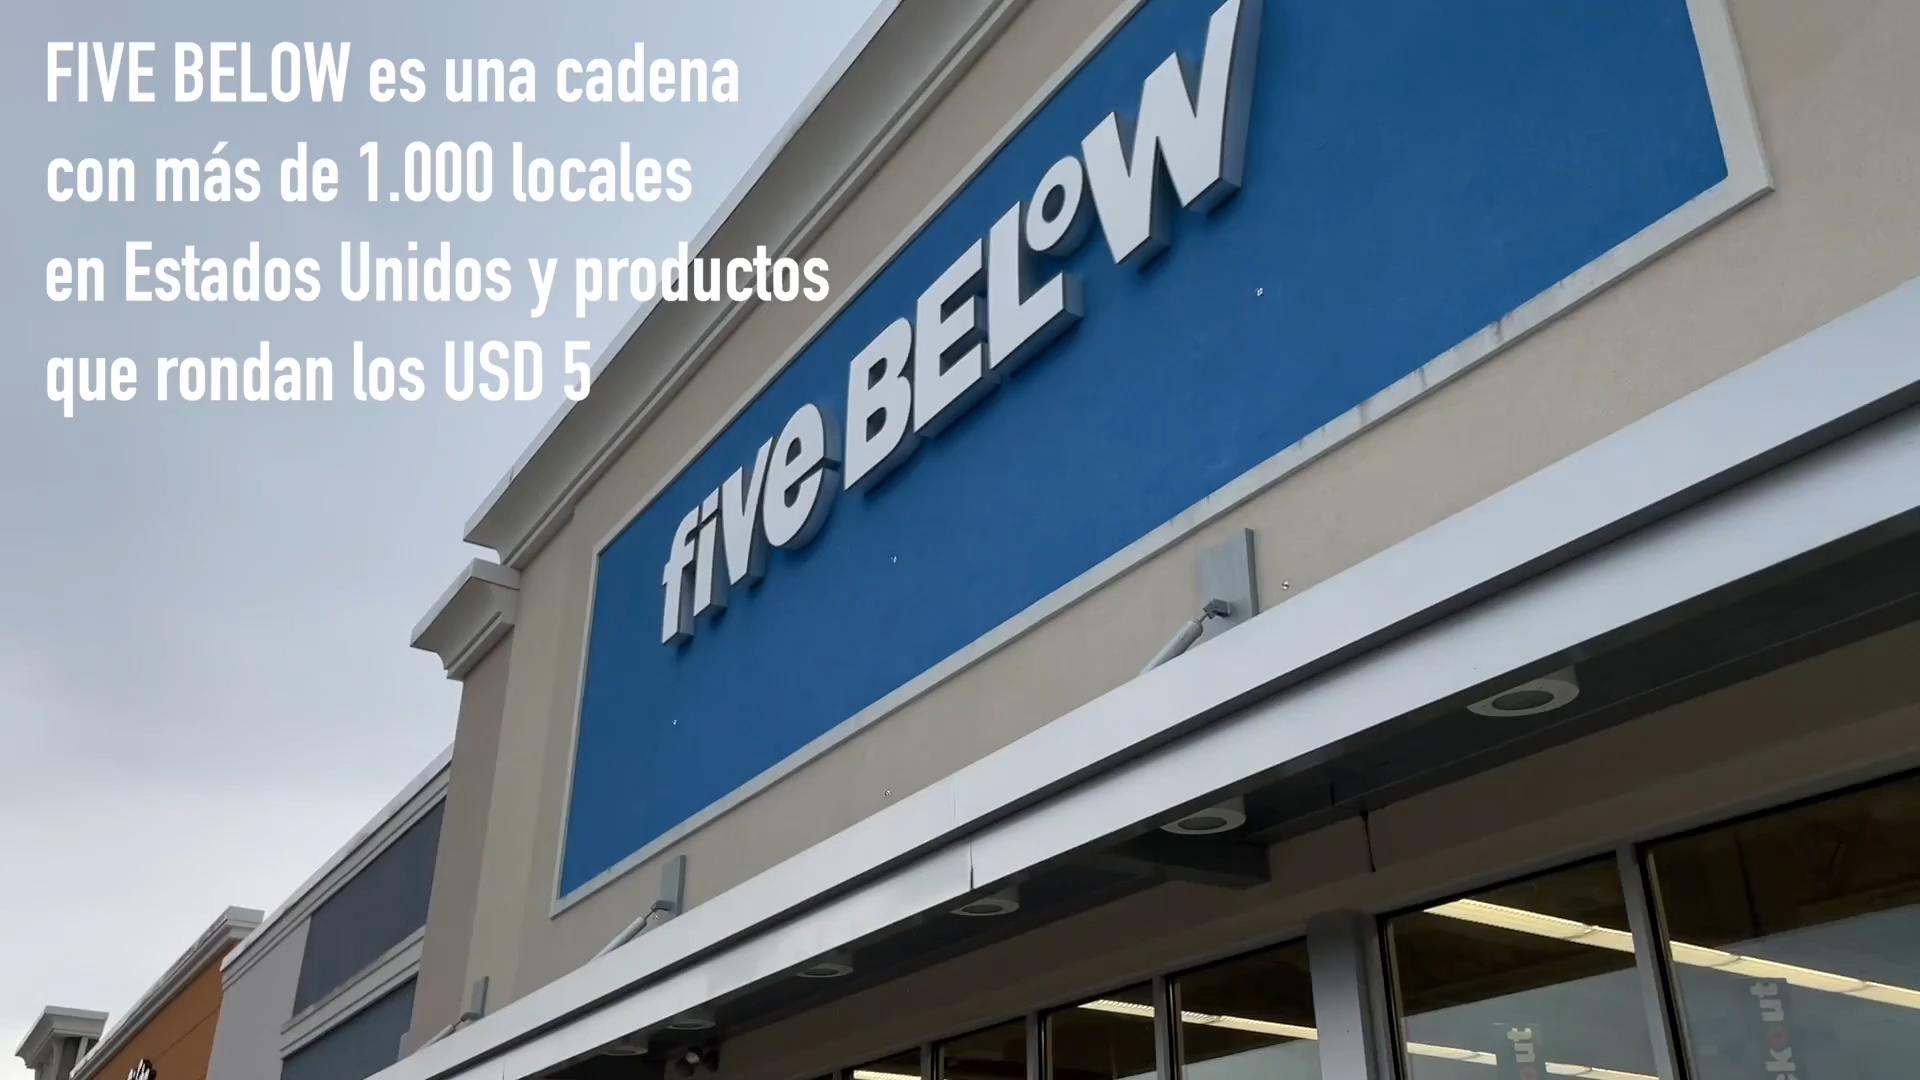 FIVE BELOW es una cadena
con más de 1.000 locales
en Estados Unidos y productos
que rondan los USD 5
five BELOW